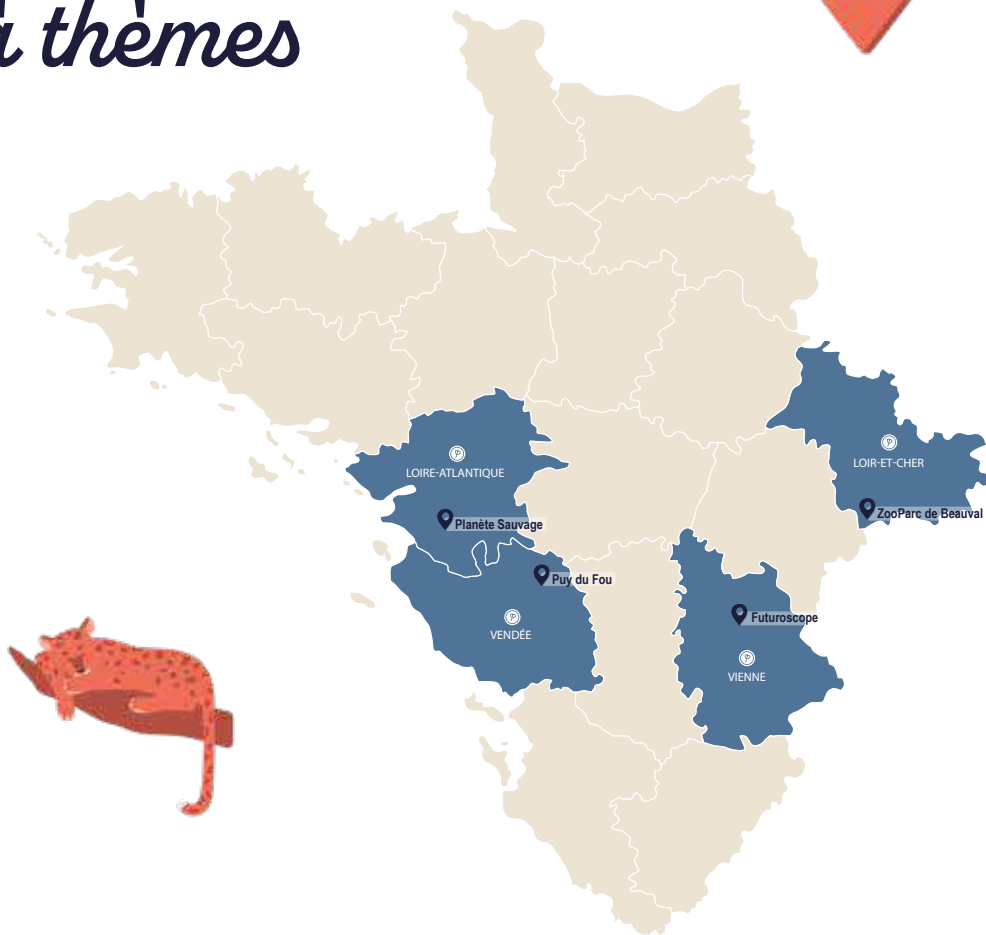 à thèmes
LOIRE-ATLANTIQUE
LOIR-ET-CHER
ZooParc de Beauval
Planète Sauvage
Puy du Fou
Futuroscope
VENDÉE
VIENNE